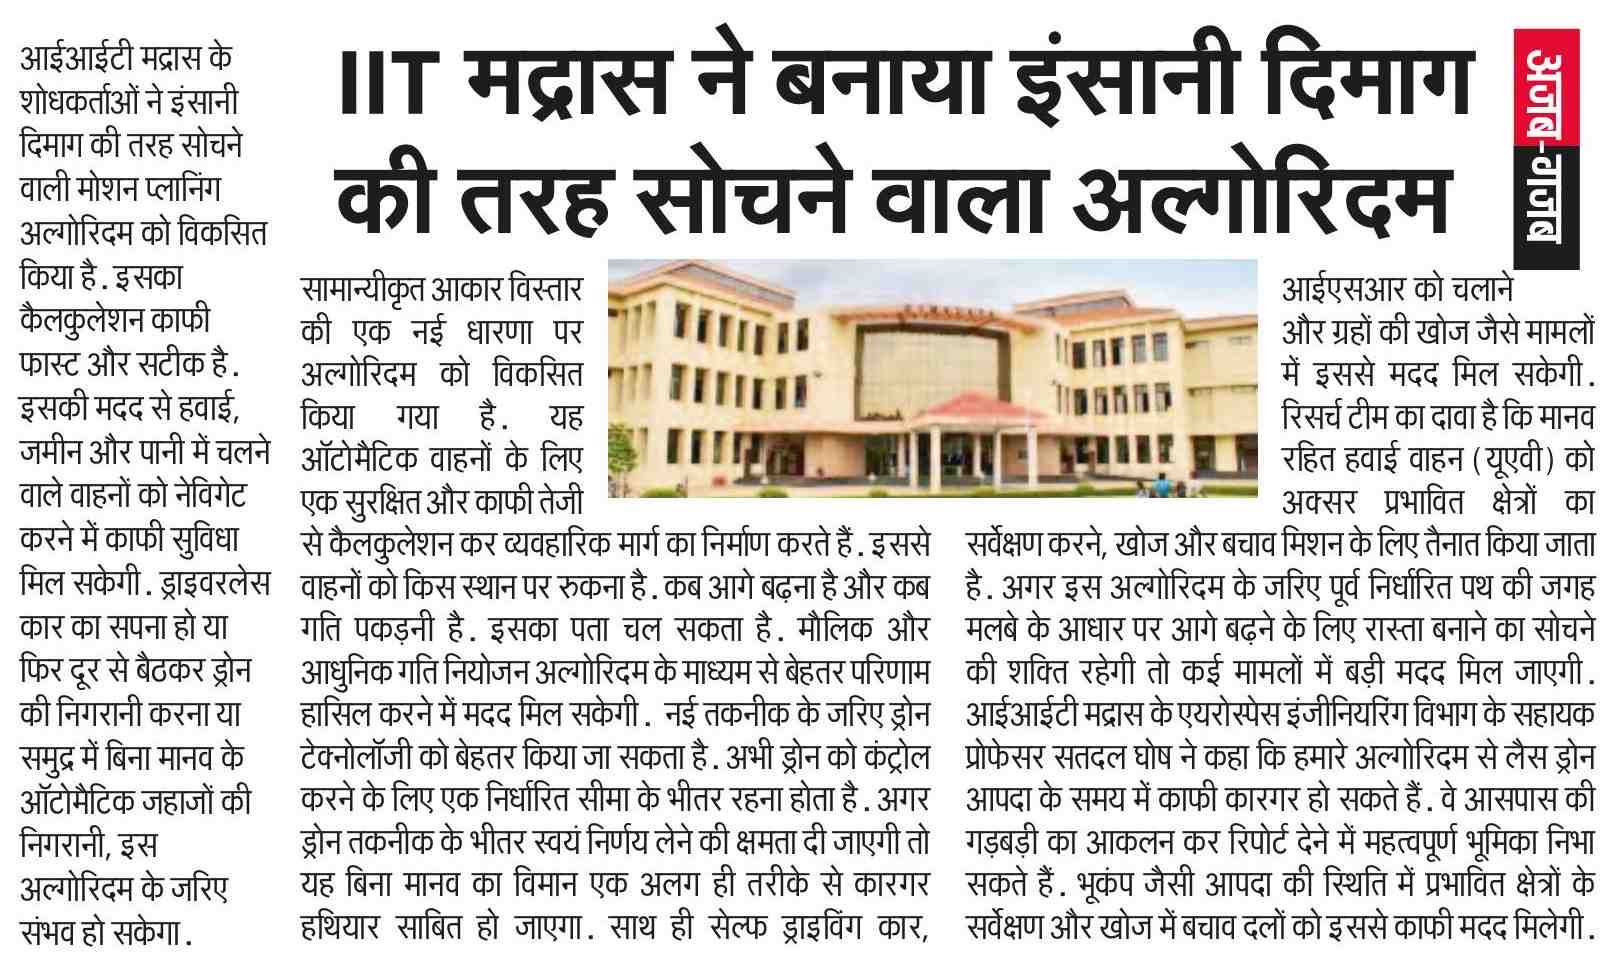 IIT मद्रास ने बनाया इंसानी दिमाग
की तरह सोचने वाला अल्गोरिदम
अजब-गजब
आईआईटी मद्रास के
शोधकर्ताओं ने इंसानी
दिमाग की तरह सोचने
वाली मोशन प्लानिंग
अल्गोरिदम को विकसित
किया है. इसका
कैलकुलेशन काफी
फास्ट और सटीक है.
इसकी मदद से हवाई,
जमीन और पानी में चलने
वाले वाहनों को नेविगेट
करने में काफी सुविधा
मिल सकेगी. ड्राइवरलेस
कार का सपना हो या
फिर दूर से बैठकर ड्रोन
की निगरानी करना या
समुद्र में बिना मानव के
ऑटोमैटिक जहाजों की
निगरानी, इस
अल्गोरिदम के जरिए
संभव हो सकेगा.
सामान्यीकृत आकार विस्तार
की एक नई धारणा पर
अल्गोरिदम को विकसित
किया गया है. यह
ऑटोमैटिक वाहनों के लिए
एक सुरक्षित और काफी तेजी
से कैलकुलेशन कर व्यवहारिक मार्ग का निर्माण करते हैं. इससे
वाहनों को किस स्थान पर रुकना है. कब आगे बढ़ना है और कब
गति पकड़नी है. इसका पता चल सकता है. मौलिक और
आधुनिक गति नियोजन अल्गोरिदम के माध्यम से बेहतर परिणाम
हासिल करने में मदद मिल सकेगी. नई तकनीक के जरिए ड्रोन
टेक्नोलॉजी को बेहतर किया जा सकता है. अभी ड्रोन को कंट्रोल
करने के लिए एक निर्धारित सीमा के भीतर रहना होता है. अगर
ड्रोन तकनीक के भीतर स्वयं निर्णय लेने की क्षमता दी जाएगी तो
यह बिना मानव का विमान एक अलग ही तरीके से कारगर
हथियार साबित हो जाएगा. साथ ही सेल्फ ड्राइविंग कार,
आईएसआर को चलाने
और ग्रहों की खोज जैसे मामलों
में इससे मदद मिल सकेगी.
रिसर्च टीम का दावा है कि मानव
रहित हवाई वाहन (यूएवी) को
अक्सर प्रभावित क्षेत्रों का
सर्वेक्षण करने, खोज और बचाव मिशन के लिए तैनात किया जाता
है. अगर इस अल्गोरिदम के जरिए पूर्व निर्धारित पथ की जगह
मलबे के आधार पर आगे बढ़ने के लिए रास्ता बनाने का सोचने
की शक्ति रहेगी तो कई मामलों में बड़ी मदद मिल जाएगी.
आईआईटी मद्रास के एयरोस्पेस इंजीनियरिंग विभाग के सहायक
प्रोफेसर सतदल घोष ने कहा कि हमारे अल्गोरिदम से लैस ड्रोन
आपदा के समय में काफी कारगर हो सकते हैं. वे आसपास की
गड़बड़ी का आकलन कर रिपोर्ट देने में महत्वपूर्ण भूमिका निभा
सकते हैं. भूकंप जैसी आपदा की स्थिति में प्रभावित क्षेत्रों के
सर्वेक्षण और खोज में बचाव दलों को इससे काफी मदद मिलेगी.